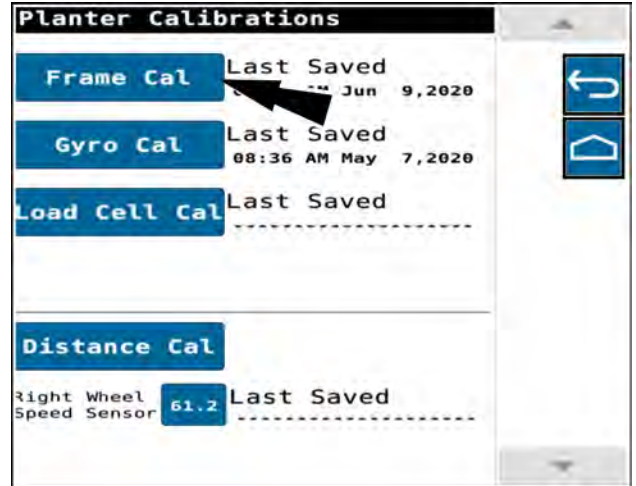 Planter Calibrations
Frame Cal
Last Saved
Jun 9,2020
Gyro Cal
Last Saved
08:36 AM May 7,2020
Load Cell Cal
Last Saved
-------------------
Distance Cal
Right Wheel
Speed Sensor
61.2
Last Saved
-------------------